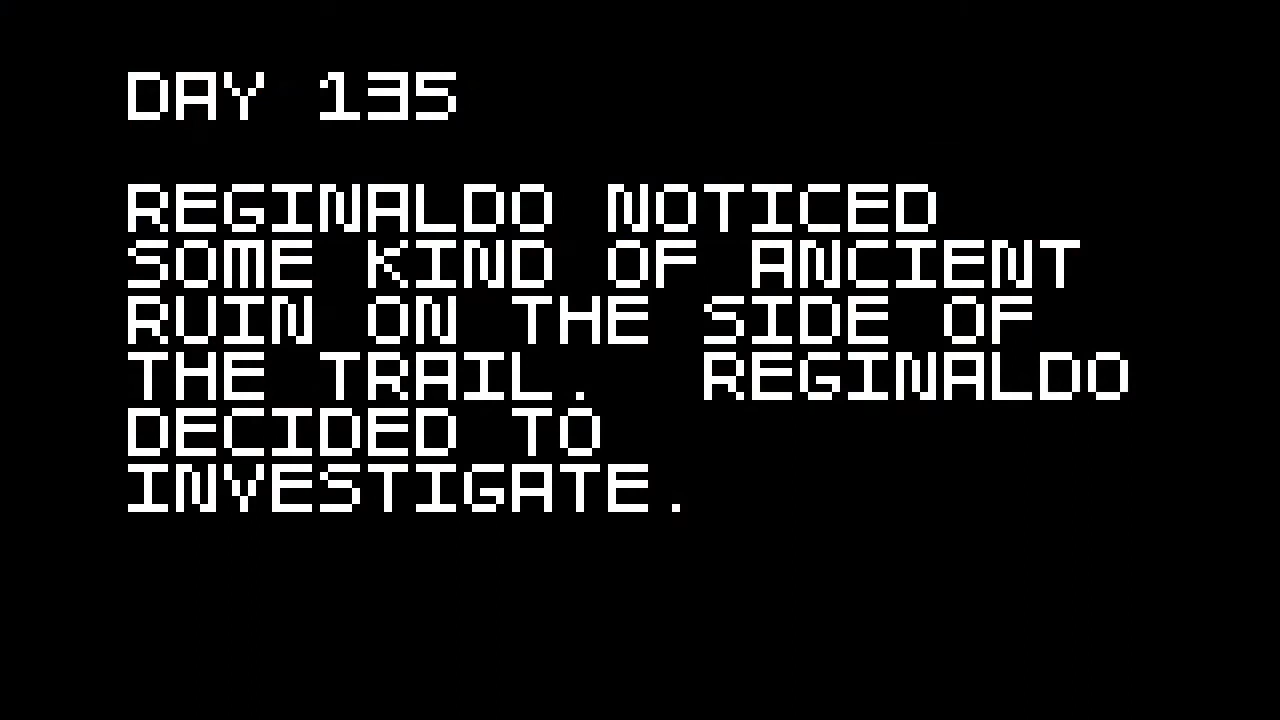 DAY 135
REGINALDO NOTICED
SOME KIND OF ANCIENT
RUIN ON THE SIDE OF
THE TRAIL.  REGINALDO
DECIDED TO
INVESTIGATE.